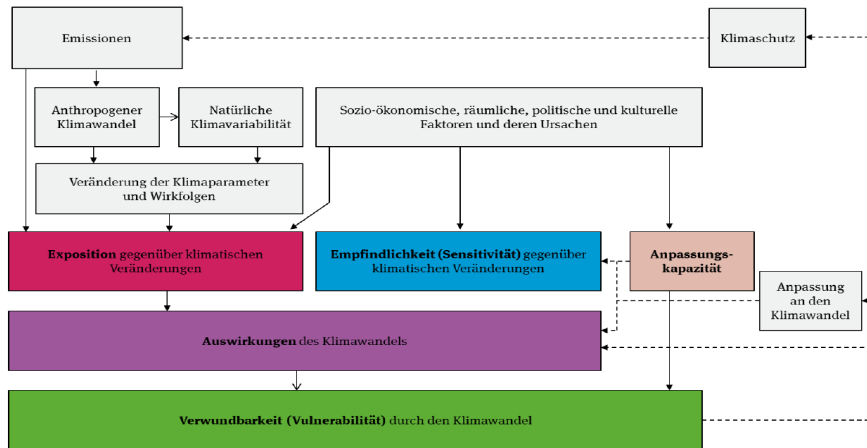 Emissionen
Klimaschutz
Anthropogener
Klimawandel
Natürliche
Klimavariabilität
Sozio-ökonomische, räumliche, politische und kulturelle
Faktoren und deren Ursachen
Veränderung der Klimaparameter
und Wirkfolgen
Exposition gegenüber klimatischen
Veränderungen
Empfindlichkeit (Sensitivität) gegenüber
klimatischen Veränderungen
Anpassungs-
kapazität
Anpassung
an den
Klimawandel
Auswirkungen des Klimawandels
Verwundbarkeit (Vulnerabilität) durch den Klimawandel